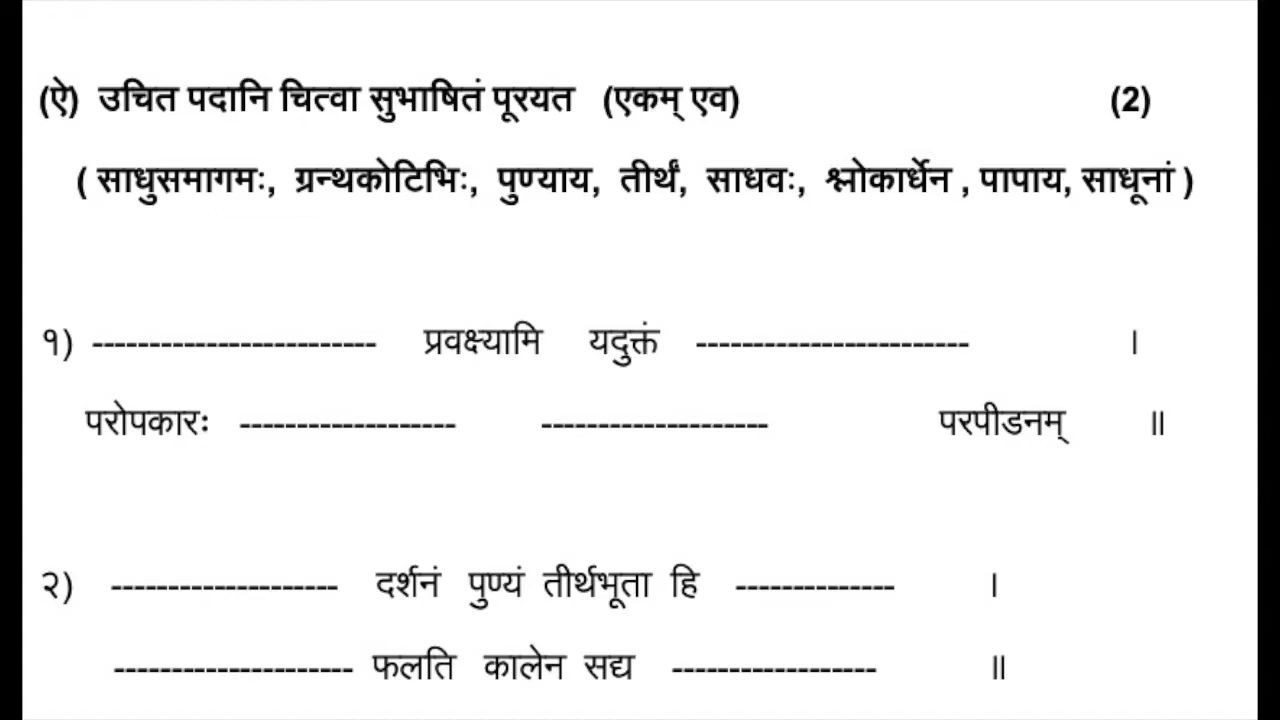 (ऐ) उचित पदानि चित्वा सुभाषितं पूरयत (एकम् एव) (2)
( साधुसमागमः, ग्रन्थकोटिभिः, पुण्याय, तीर्थं, साधवः, श्लोकार्धेन , पापाय, साधूनां )
१) ------------------------- प्रवक्ष्यामि यदुक्तं ------------------------ ।
परोपकारः ------------------- -------------------- परपीडनम् ॥
२) -------------------- दर्शनं पुण्यं तीर्थभूता हि -------------- ।
--------------------- फलति कालेन सद्य ------------------ ॥